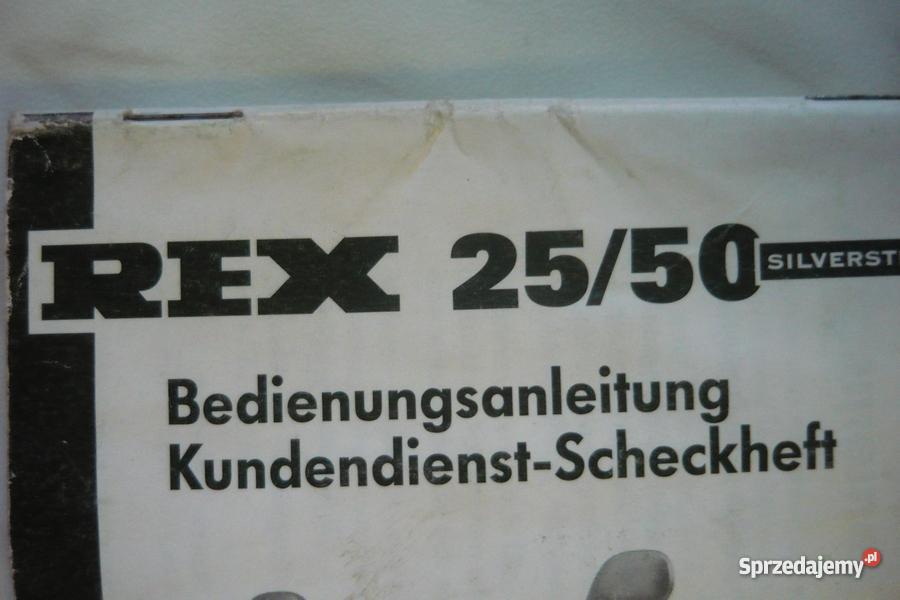 REX 25/50
Bedienungsanleitung
Kundendienst-Scheckheft
Sprzedajemy.pl